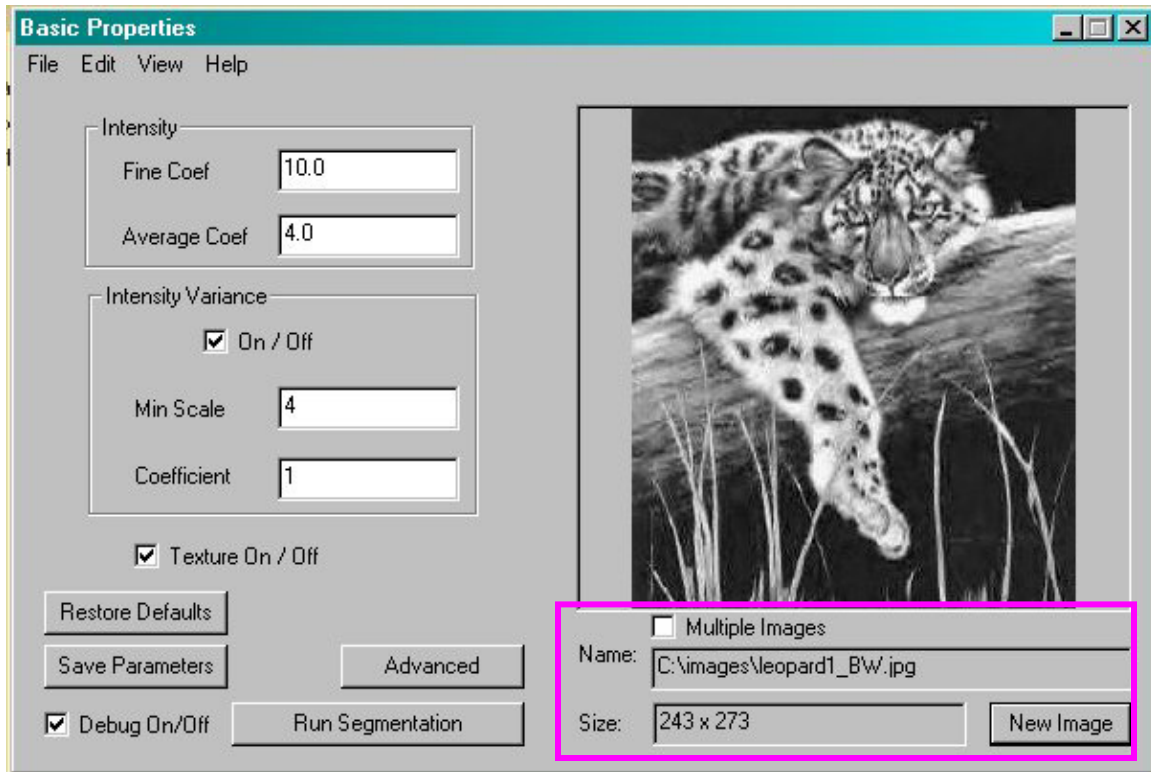 Basic Properties
File Edit View Help
Intensity
Fine Coef 10.0
Average Coef 4.0
Intensity Variance
On / Off
Min Scale 4
Coefficient 1
Texture On / Off
Restore Defaults
Save Parameters Advanced
Debug On/Off Run Segmentation
Multiple Images
Name: C:\images\leopard1_BW.jpg
Size: 243 x 273 New Image